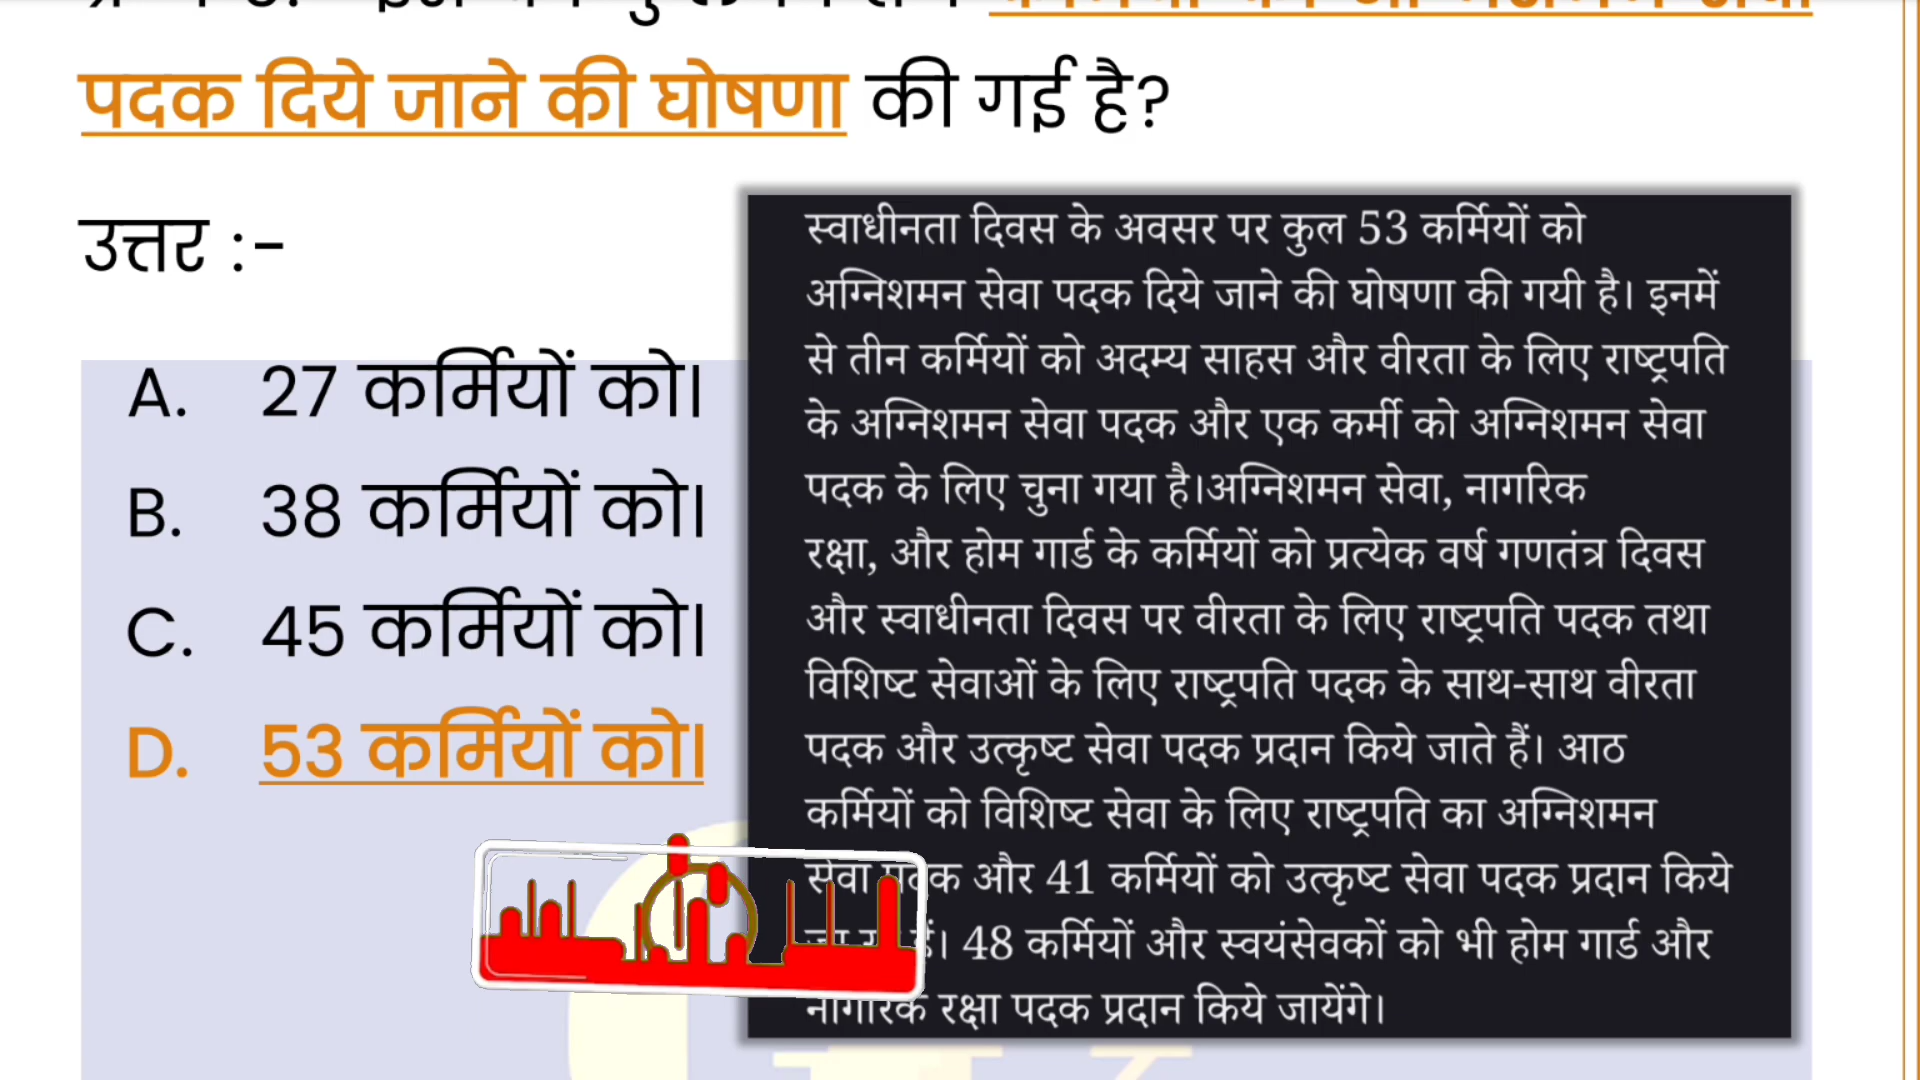 पदक दिये जाने की घोषणा की गई है?
उत्तर :-
A. 27 कर्मियों को।
B. 38 कर्मियों को।
C. 45 कर्मियों को।
D. 53 कर्मियों को।
स्वाधीनता दिवस के अवसर पर कुल 53 कर्मियों को
अग्निशमन सेवा पदक दिये जाने की घोषणा की गयी है। इनमें
से तीन कर्मियों को अदम्य साहस और वीरता के लिए राष्ट्रपति
के अग्निशमन सेवा पदक और एक कर्मी को अग्निशमन सेवा
पदक के लिए चुना गया है।अग्निशमन सेवा, नागरिक
रक्षा, और होम गार्ड के कर्मियों को प्रत्येक वर्ष गणतंत्र दिवस
और स्वाधीनता दिवस पर वीरता के लिए राष्ट्रपति पदक तथा
विशिष्ट सेवाओं के लिए राष्ट्रपति पदक के साथ-साथ वीरता
पदक और उत्कृष्ट सेवा पदक प्रदान किये जाते हैं। आठ
कर्मियों को विशिष्ट सेवा के लिए राष्ट्रपति का अग्निशमन
सेवा पदक और 41 कर्मियों को उत्कृष्ट सेवा पदक प्रदान किये
48 कर्मियों और स्वयंसेवकों को भी होम गार्ड और
नागरिक रक्षा पदक प्रदान किये जायेंगे।